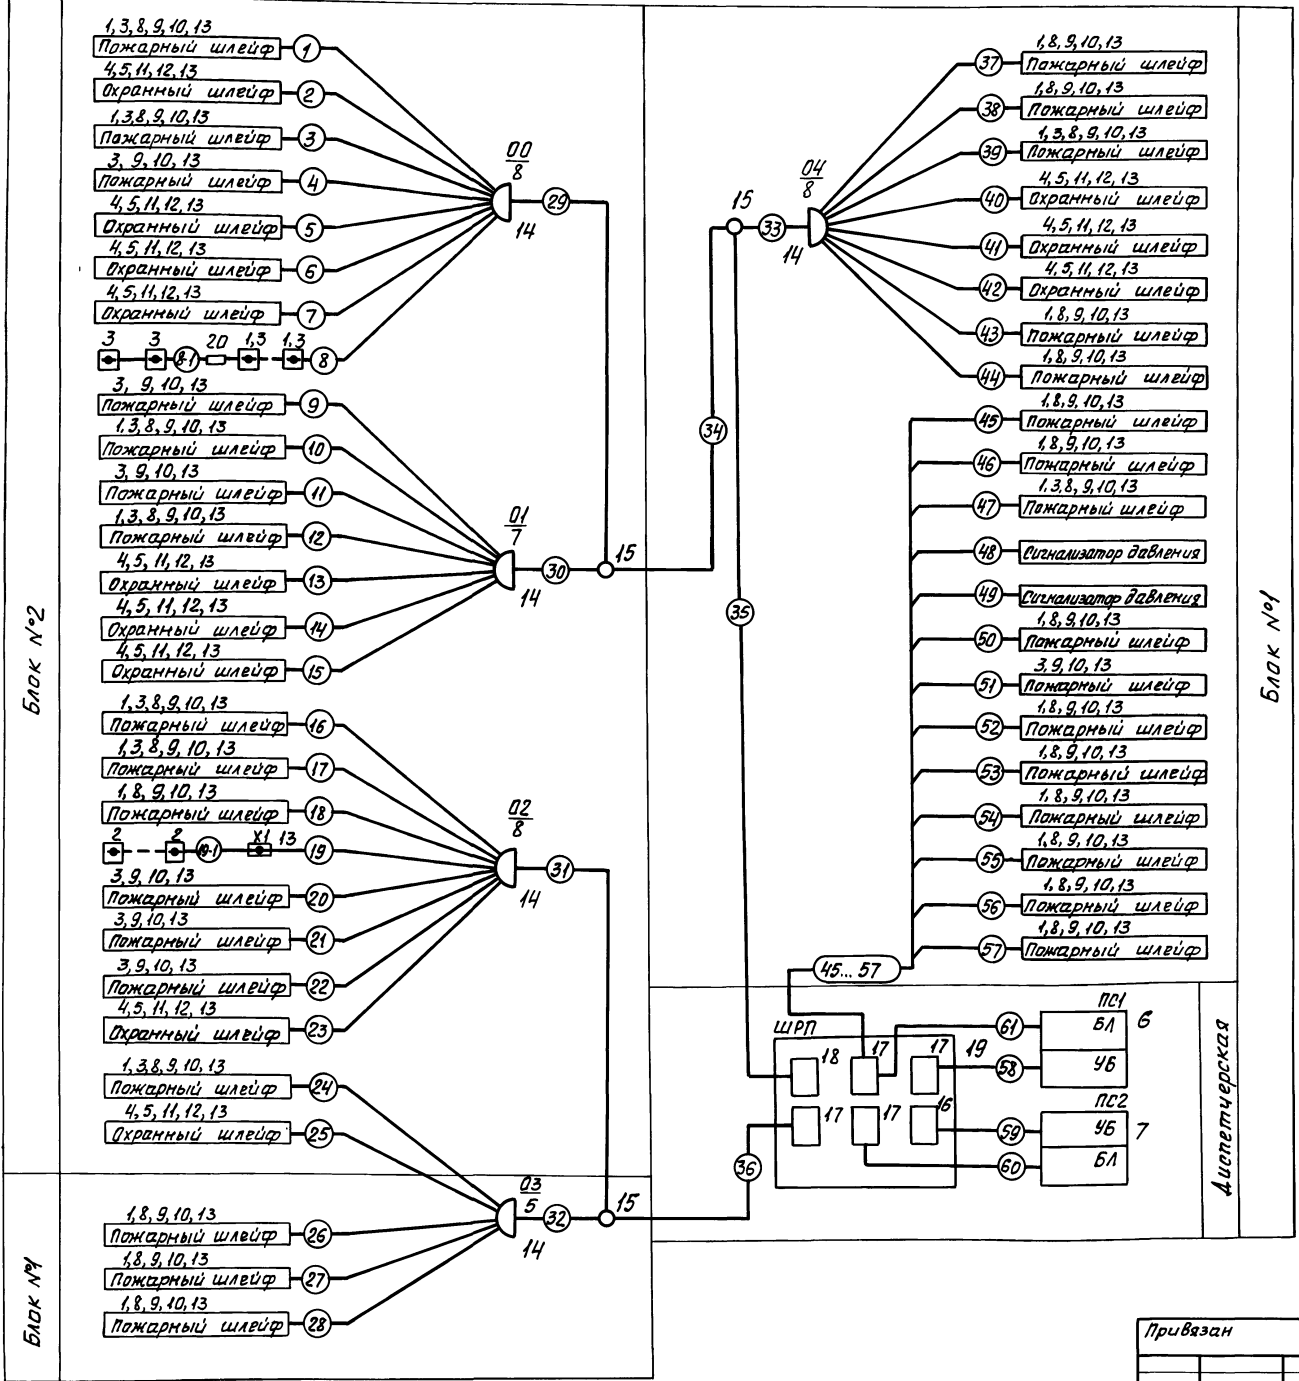 Блок №2
Блок №1
1,3,8,9,10,13
Пожарный шлейф 1
4,5,11,12,13
Охранный шлейф 2
1,3,8,9,10,13
Пожарный шлейф 3
3, 9, 10, 13
Пожарный шлейф 4
4,5,11,12,13
Охранный шлейф 5
4,5,11,12,13
Охранный шлейф 6
4,5,11,12,13
Охранный шлейф 7
3 3 8-1 20 1,3 1,3 8
00
8
14
29
3, 9,10,13
Пожарный шлейф 9
1,3,8,9,10,13
Пожарный шлейф 10
3,9,10,13
Пожарный шлейф 11
1,3,8,9,10,13
Пожарный шлейф 12
4,5,11,12,13
Охранный шлейф 13
4,5,11,12,13
Охранный шлейф 14
4,5,11,12,13
Охранный шлейф 15
01
7
14
30
15
1,3,8,9,10,13
Пожарный шлейф 16
1,3,8,9,10,13
Пожарный шлейф 17
1,8,9,10,13
Пожарный шлейф 18
2 2 19-1 X1 13 19
3,9,10,13
Пожарный шлейф 20
3,9,10,13
Пожарный шлейф 21
3,9,10,13
Пожарный шлейф 22
4,5,11,12,13
Охранный шлейф 23
02
8
14
31
1,3,8,9,10,13
Пожарный шлейф 24
4,5,11,12,13
Охранный шлейф 25
1,8,9,10,13
Пожарный шлейф 26
1,8,9,10,13
Пожарный шлейф 27
1,8,9,10,13
Пожарный шлейф 28
03
5
14
32
15
34
35
36
15
33
04
8
14
1,8,9,10,13
37 Пожарный шлейф
1,8,9,10,13
38 Пожарный шлейф
1,3,8,9,10,13
39 Пожарный шлейф
4,5,11,12,13
40 Охранный шлейф
4,5,11,12,13
41 Охранный шлейф
4,5,11,12,13
42 Охранный шлейф
1,8,9,10,13
43 Пожарный шлейф
1,8,9,10,13
44 Пожарный шлейф
1,8,9,10,13
45 Пожарный шлейф
1,8,9,10,13
46 Пожарный шлейф
1,3,8,9,10,13
47 Пожарный шлейф
48 Сигнализатор давления
49 Сигнализатор давления
1,8,9,10,13
50 Пожарный шлейф
3,9,10,13
51 Пожарный шлейф
1,8,9,10,13
52 Пожарный шлейф
1,8,9,10,13
53 Пожарный шлейф
1,8,9,10,13
54 Пожарный шлейф
1,8,9,10,13
55 Пожарный шлейф
1,8,9,10,13
56 Пожарный шлейф
1,8,9,10,13
57 Пожарный шлейф
45...57
Блок №1
Диспетчерская
ШРП
18 17 17 19
17 17 16
ПС1
61 БЛ 6
58 УБ
ПС2
59 УБ 7
60 БЛ
Привязан